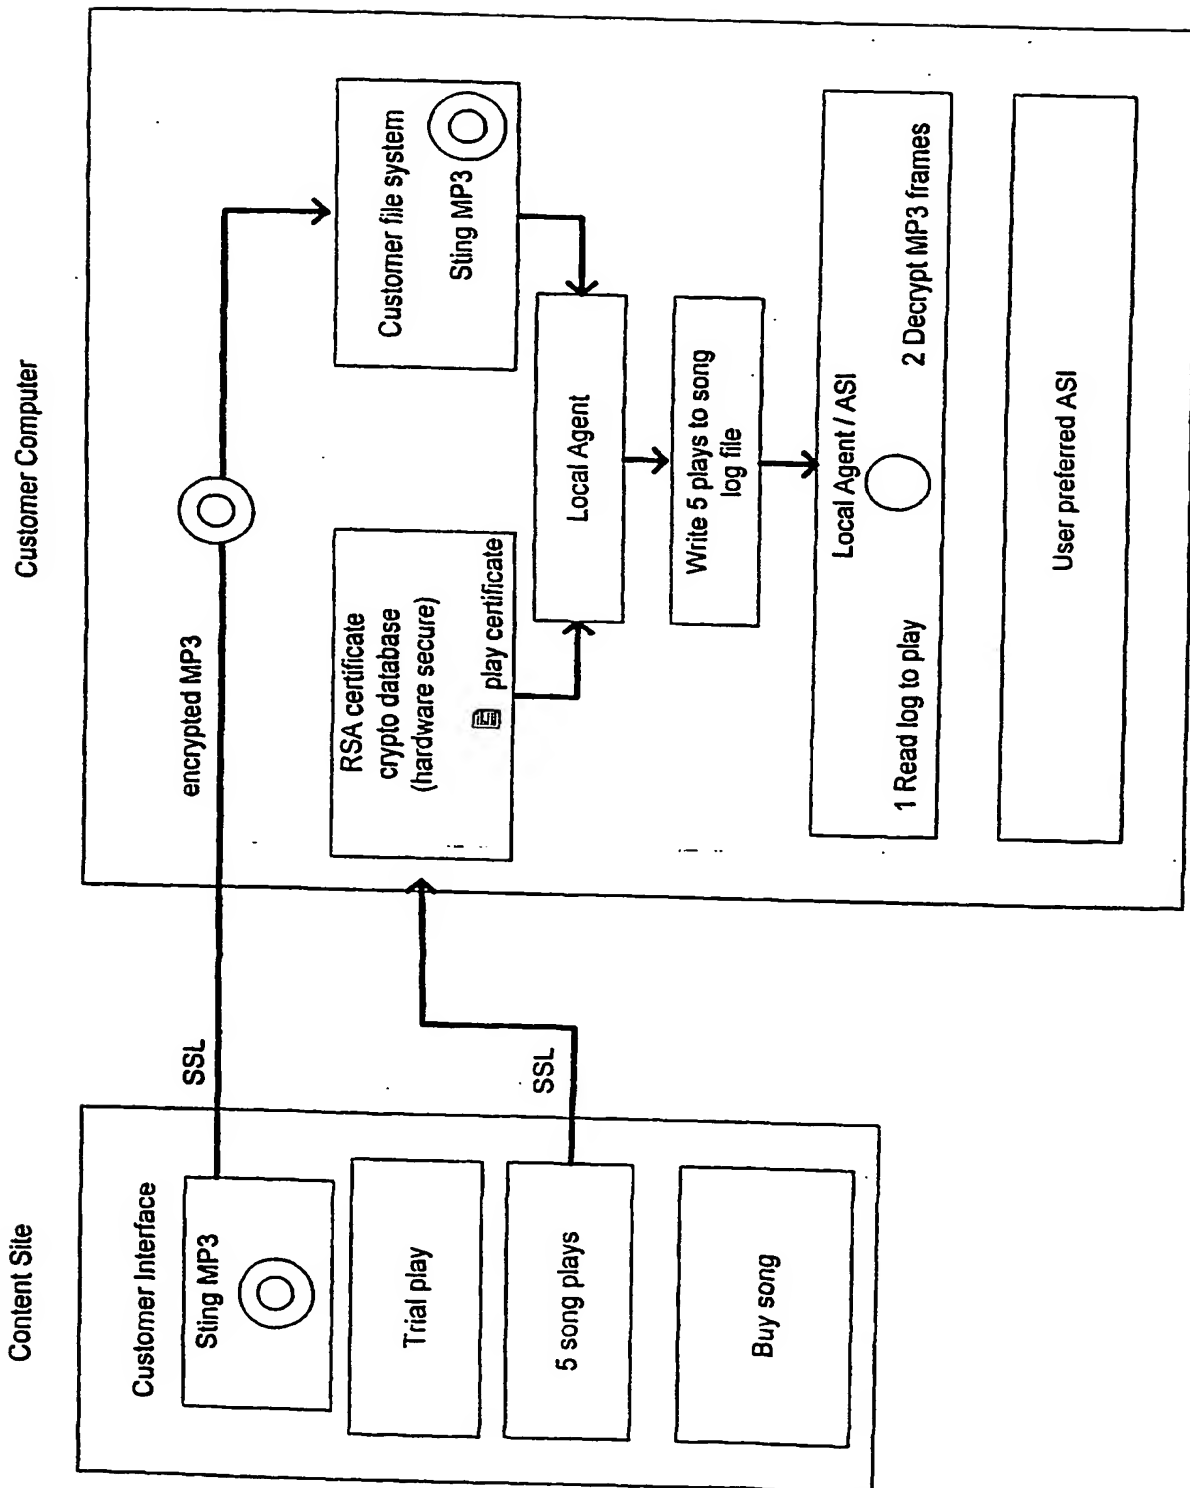 Content Site
Customer Interface
Sting MP3
Trial play
5 song plays
Buy song
SSL
SSL
Customer Computer
encrypted MP3
RSA certificate
crypto database
(hardware secure)
play certificate
Customer file system
Sting MP3
Local Agent
Write 5 plays to song
log file
Local Agent / ASI
1 Read log to play
2 Decrypt MP3 frames
User preferred ASI